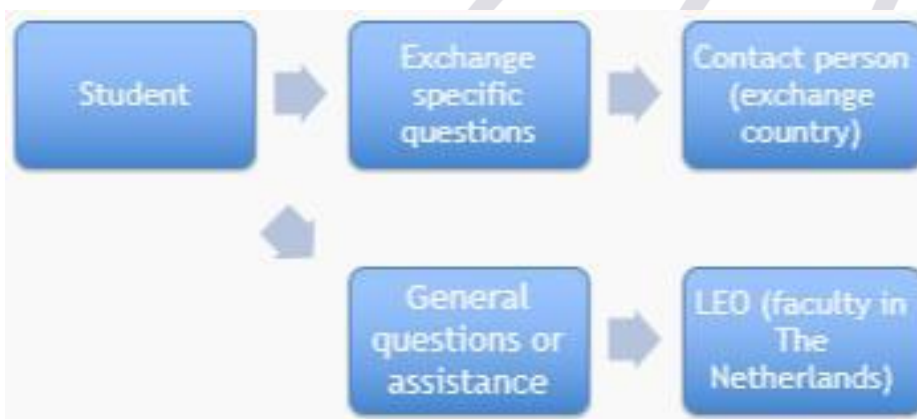 Student
Exchange
specific
questions
Contact person
(exchange
country)
General
questions or
assistance
LEO (faculty in
The
Netherlands)